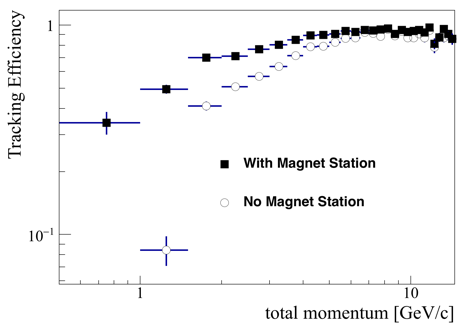 Tracking Efficiency
1
10⁻¹
With Magnet Station
No Magnet Station
1
10
total momentum [GeV/c]